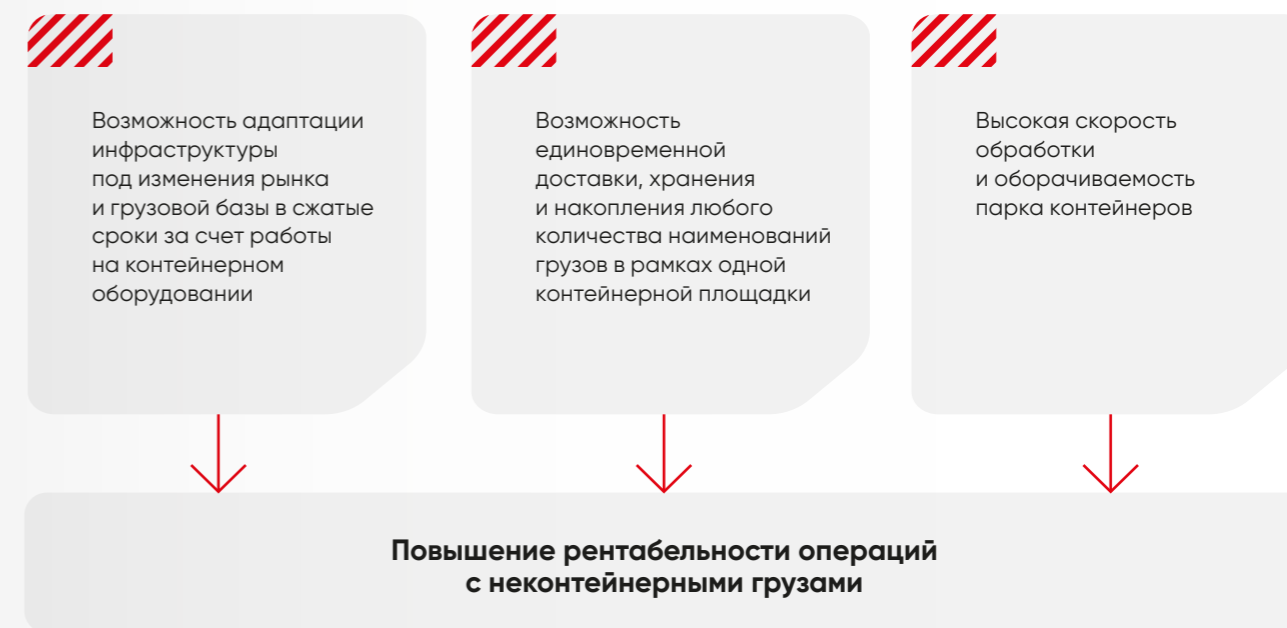 Возможность адаптации
инфраструктуры
под изменения рынка
и грузовой базы в сжатые
сроки за счет работы
на контейнерном
оборудовании
Возможность
единовременной
доставки, хранения
и накопления любого
количества наименований
грузов в рамках одной
контейнерной площадки
Высокая скорость
обработки
и оборачиваемость
парка контейнеров
Повышение рентабельности операций
с неконтейнерными грузами